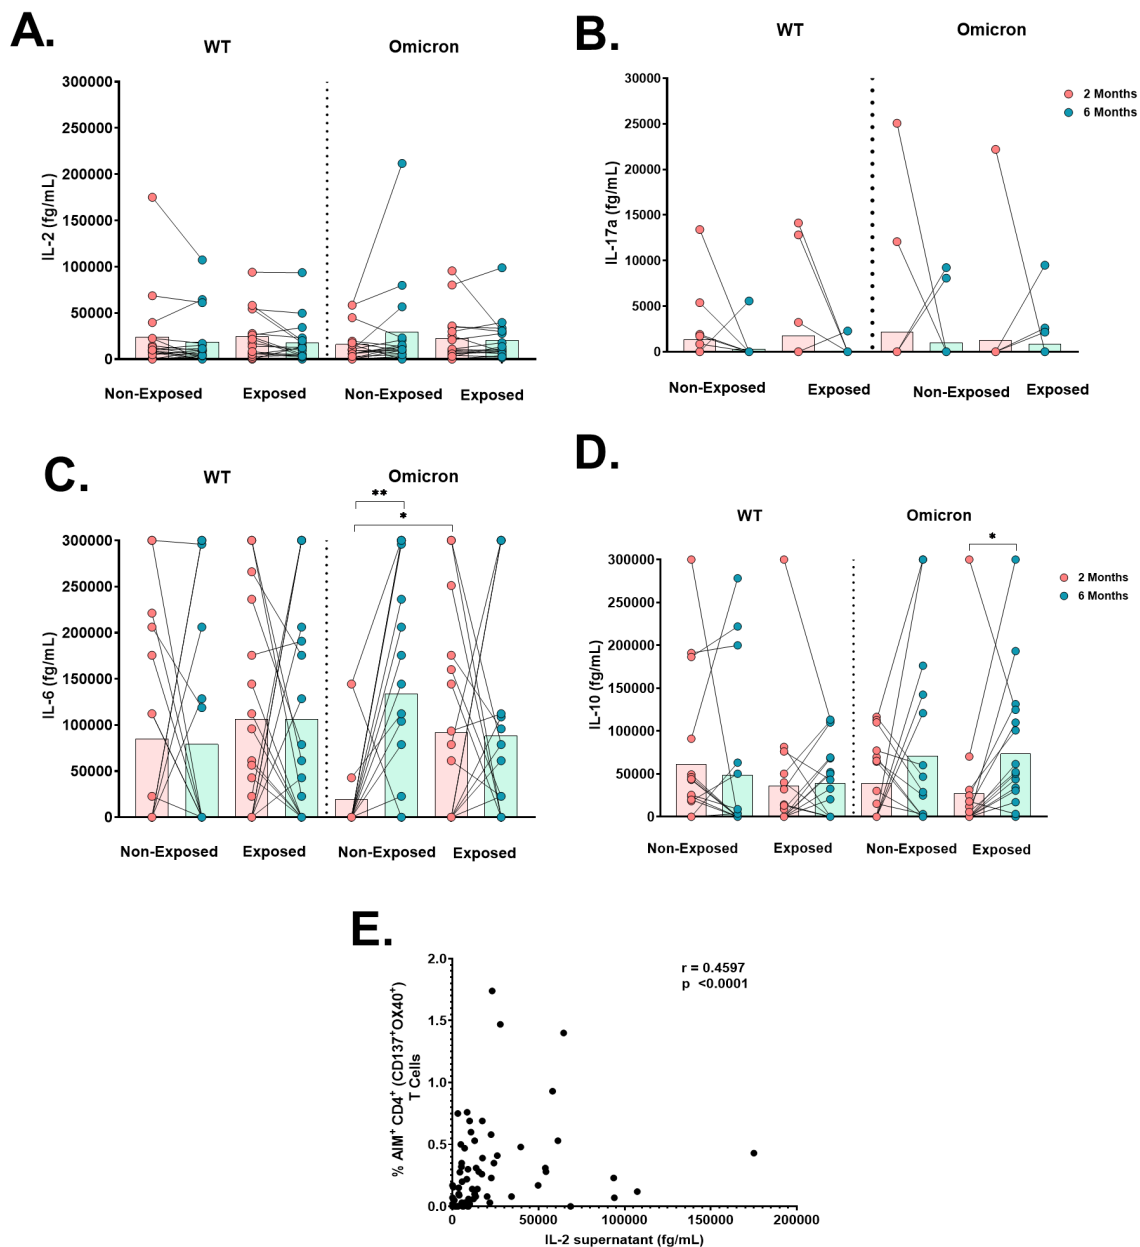 A.
WT
Omicron
IL-2 (fg/mL)
300000
250000
200000
150000
100000
50000
0
Non-Exposed
Exposed
Non-Exposed
Exposed
B.
WT
Omicron
IL-17a (fg/mL)
30000
25000
20000
15000
10000
5000
0
Non-Exposed
Exposed
Non-Exposed
Exposed
2 Months
6 Months
C.
WT
Omicron
**
*
IL-6 (fg/mL)
300000
250000
200000
150000
100000
50000
0
Non-Exposed
Exposed
Non-Exposed
Exposed
D.
WT
Omicron
*
IL-10 (fg/mL)
300000
250000
200000
150000
100000
50000
0
Non-Exposed
Exposed
Non-Exposed
Exposed
2 Months
6 Months
E.
% AIM⁺ CD4⁺ (CD137⁺OX40⁺)
T Cells
2.0
1.5
1.0
0.5
0.0
r = 0.4597
p <0.0001
0 50000 100000 150000 200000
IL-2 supernatant (fg/mL)